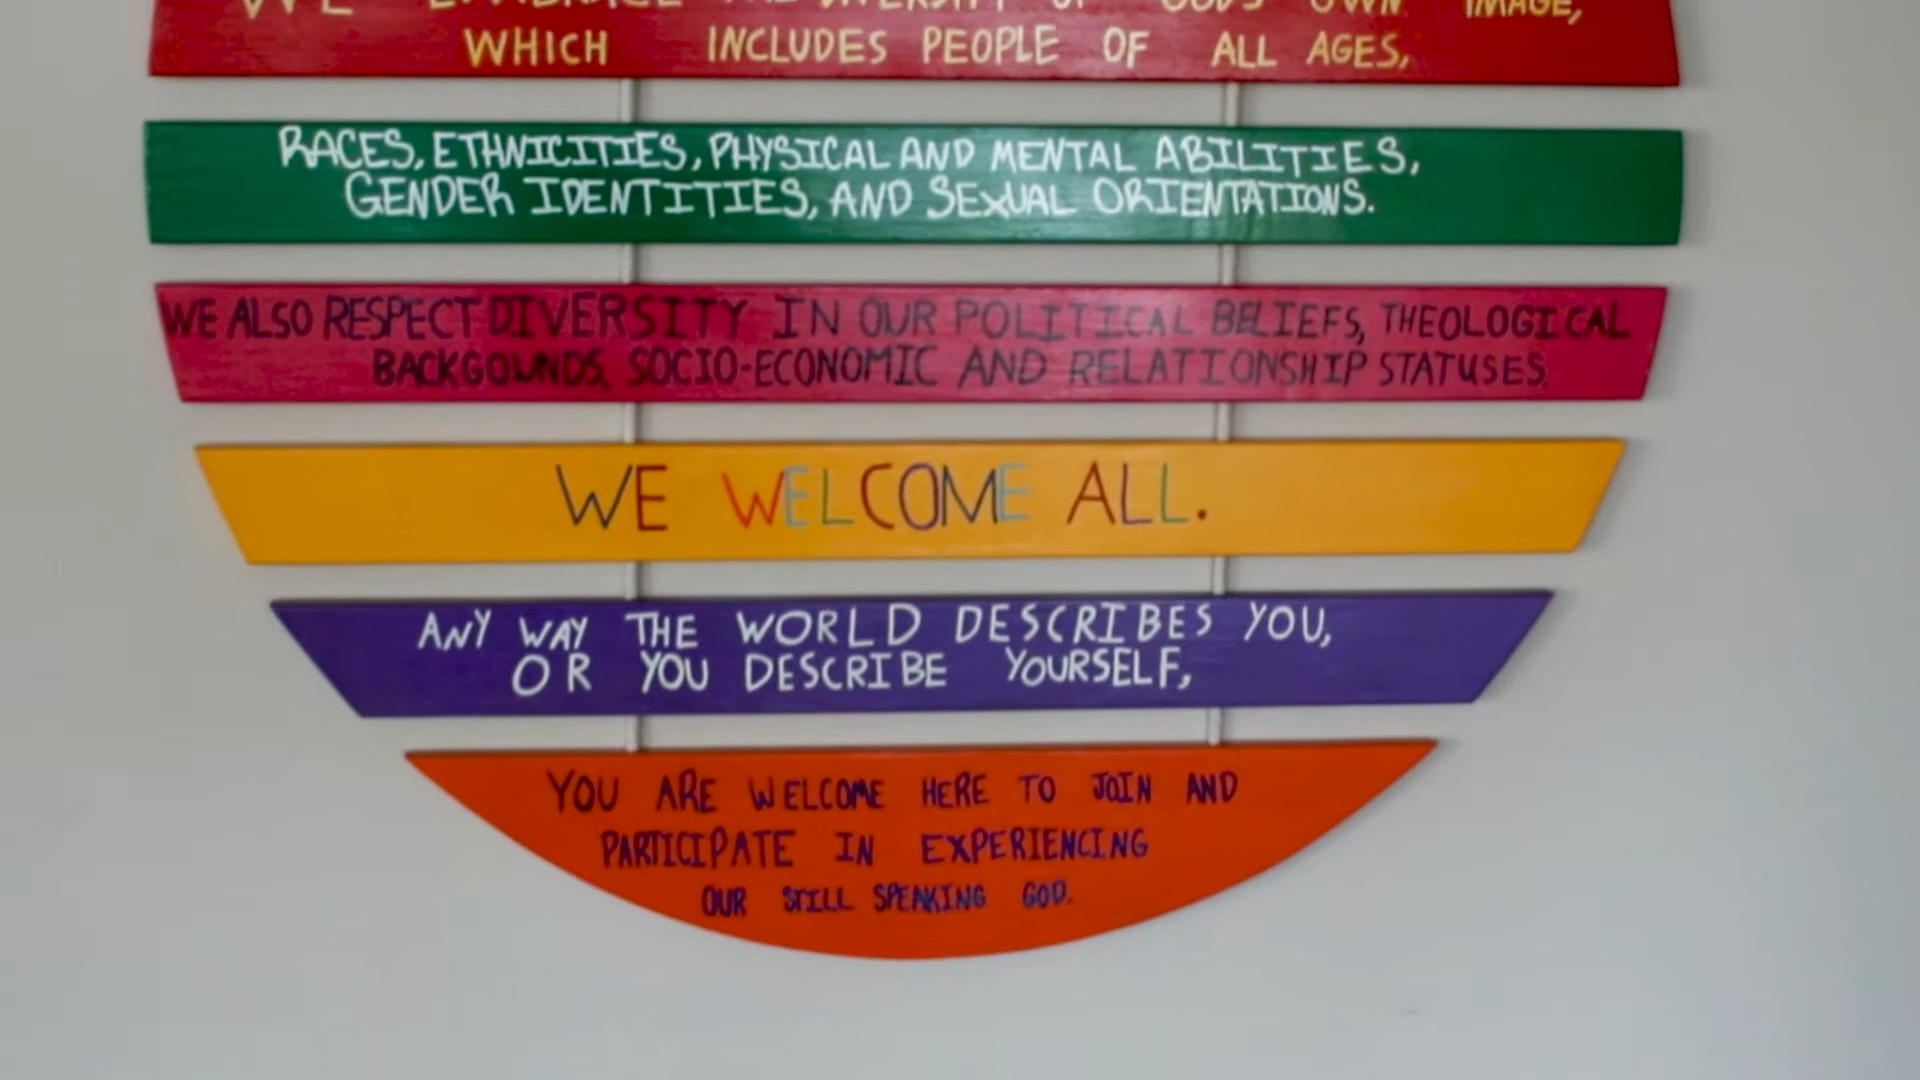 WE EMBRACE THE DIVERSITY OF GOD'S OWN IMAGE,
WHICH INCLUDES PEOPLE OF ALL AGES,
RACES, ETHNICITIES, PHYSICAL AND MENTAL ABILITIES,
GENDER IDENTITIES, AND SEXUAL ORIENTATIONS.
WE ALSO RESPECT DIVERSITY IN OUR POLITICAL BELIEFS, THEOLOGICAL
BACKGOUNDS, SOCIO-ECONOMIC AND RELATIONSHIP STATUSES.
WE WELCOME ALL.
ANY WAY THE WORLD DESCRIBES YOU,
OR YOU DESCRIBE YOURSELF,
YOU ARE WELCOME HERE TO JOIN AND
PARTICIPATE IN EXPERIENCING
OUR STILL SPEAKING GOD.